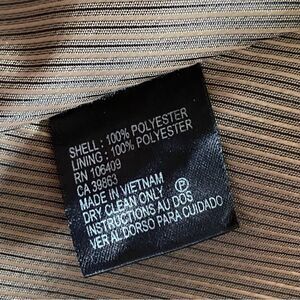 SHELL : 100% POLYESTER
LINING : 100% POLYESTER
RN 106409
CA 39853
MADE IN VIETNAM
DRY CLEAN ONLY Ⓟ
INSTRUCTIONS AU DOS
VER AL DORSO PARA CUIDADO